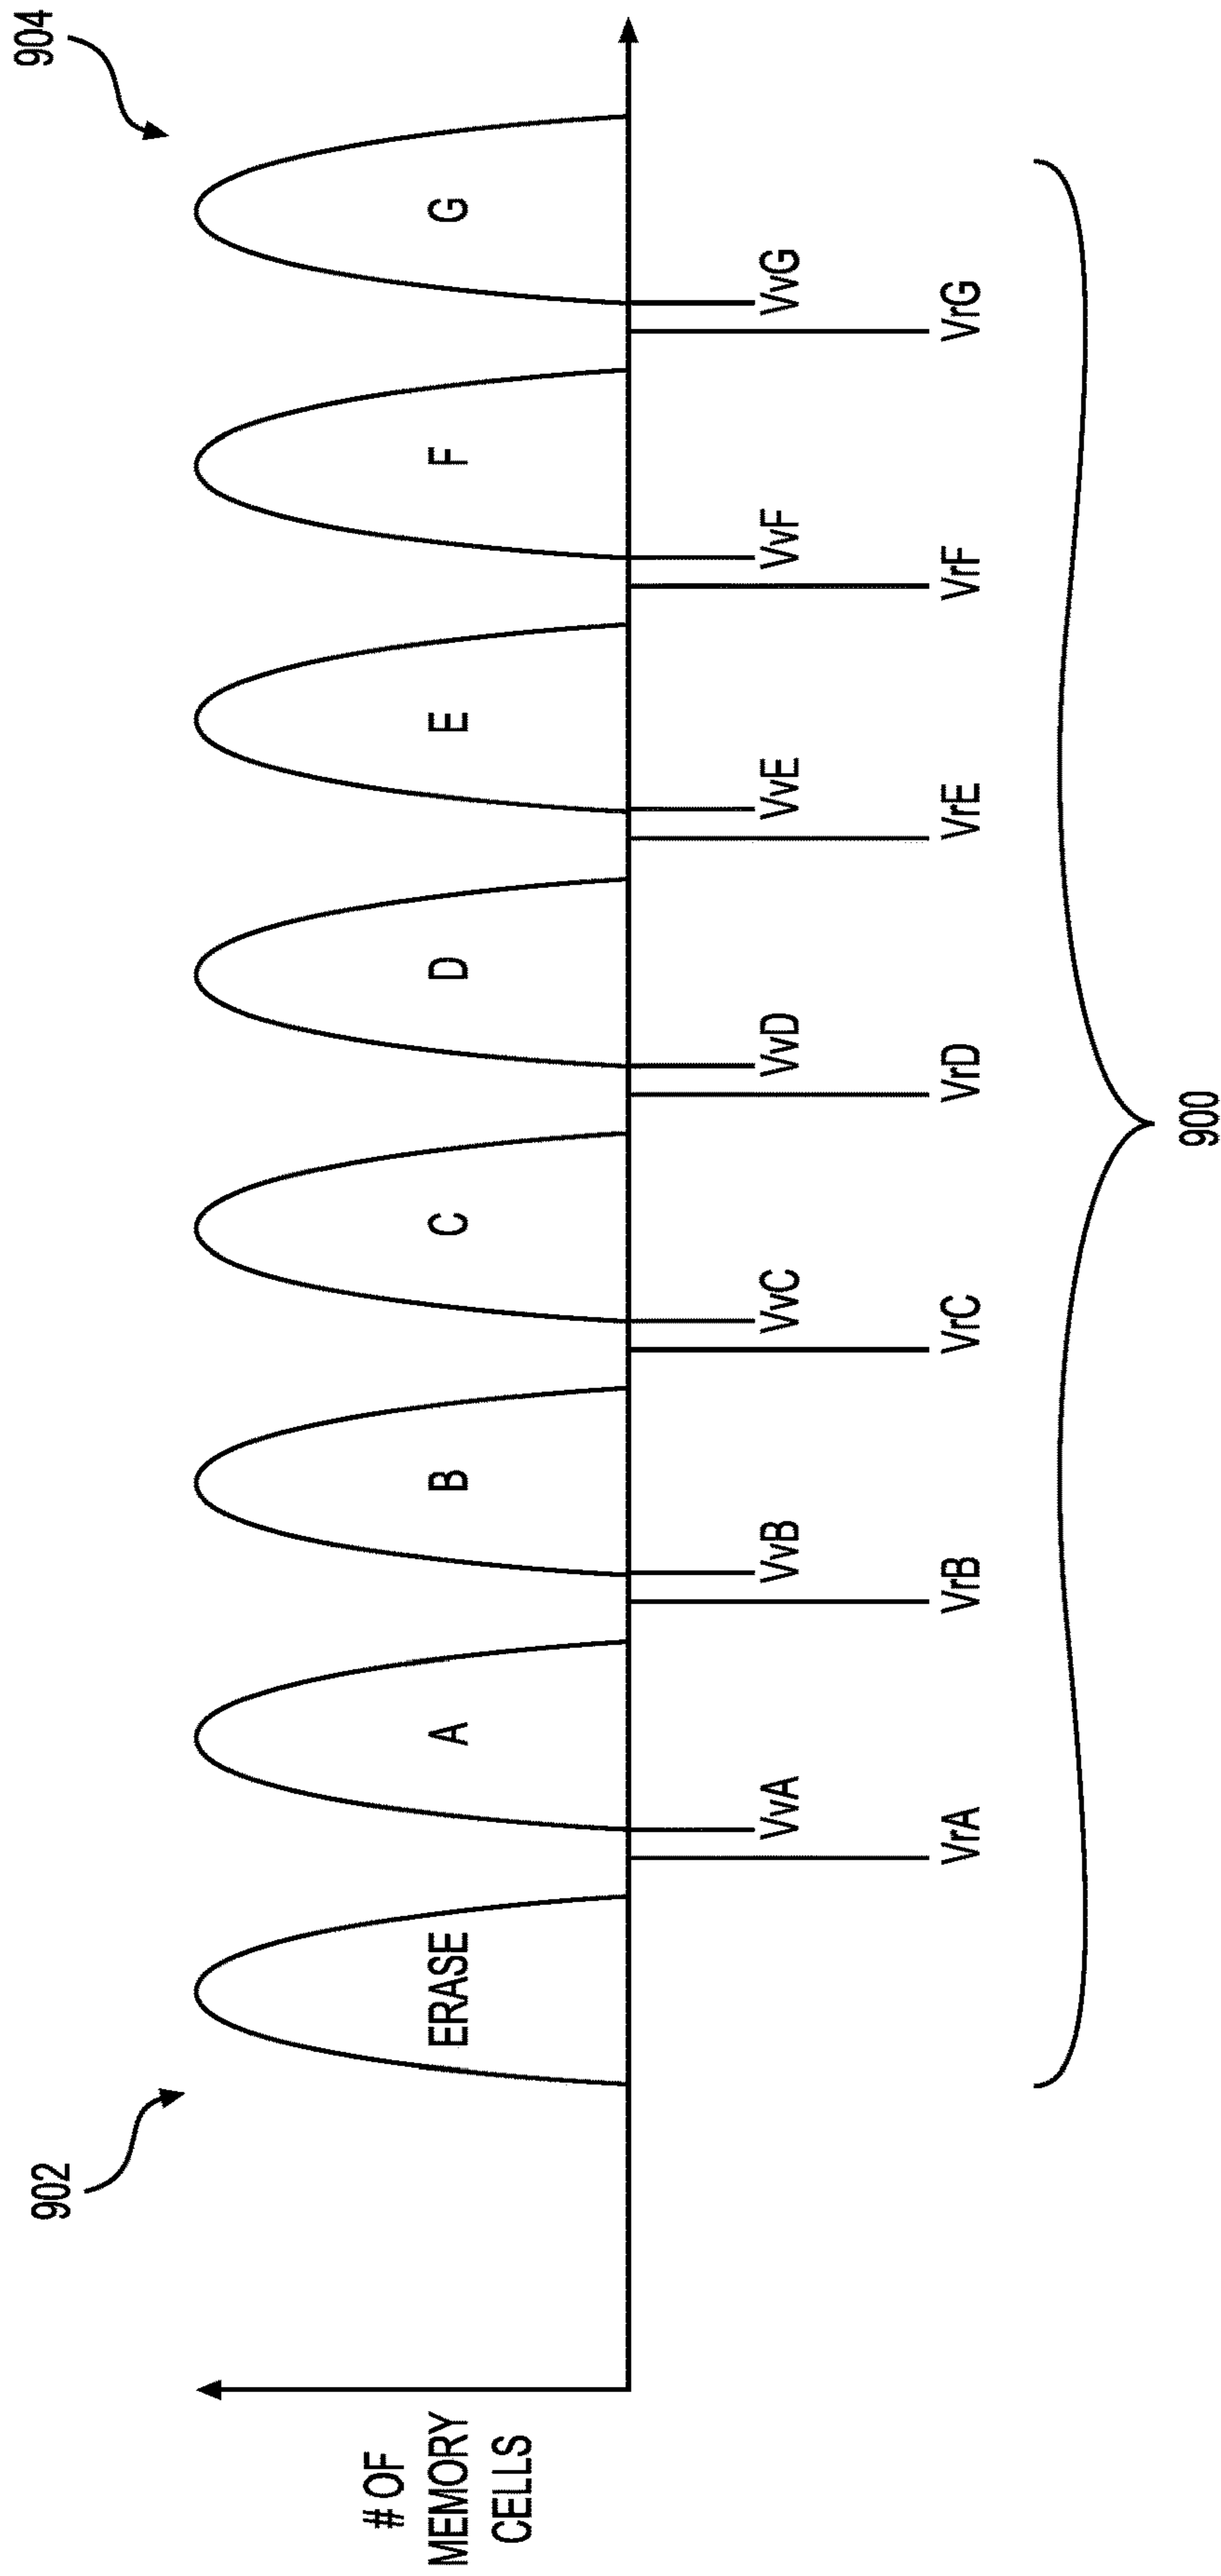 902
904
# OF
MEMORY
CELLS
ERASE
A
B
C
D
E
F
G
VvA
VvB
VvC
VvD
VvE
VvF
VvG
VrA
VrB
VrC
VrD
VrE
VrF
VrG
900